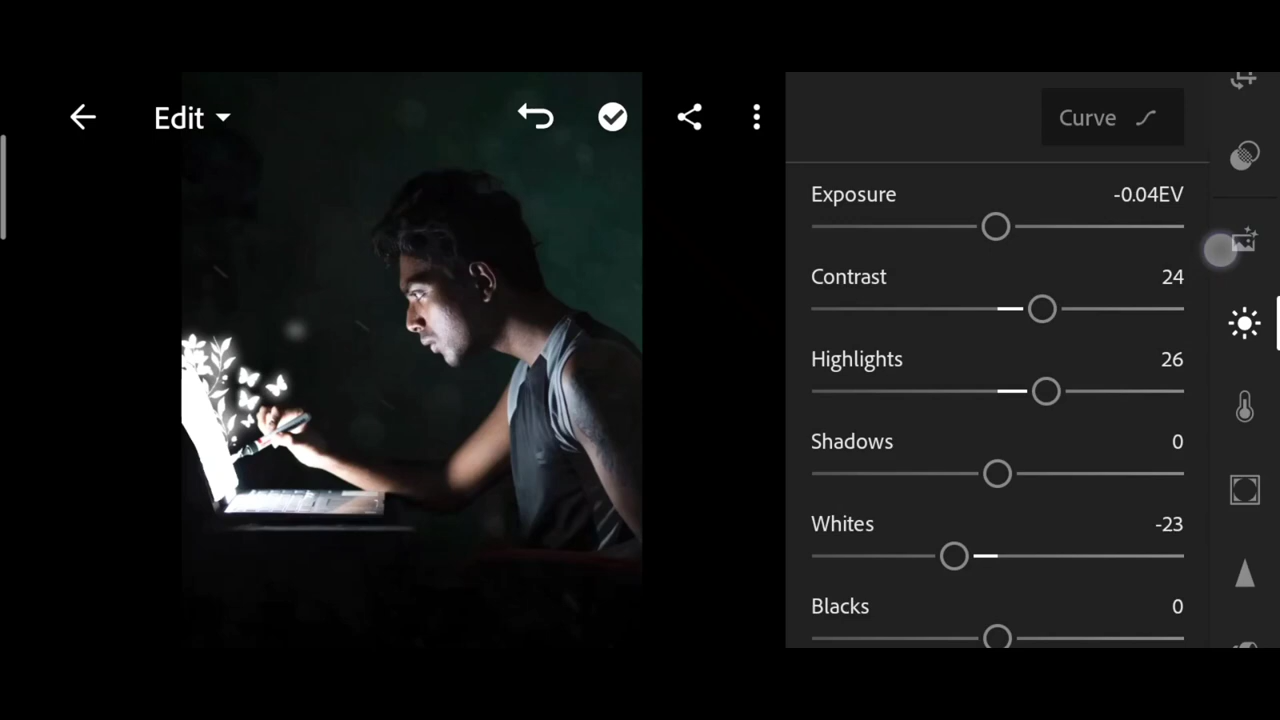 Edit
Curve
Exposure -0.04EV
Contrast 24
Highlights 26
Shadows 0
Whites -23
Blacks 0